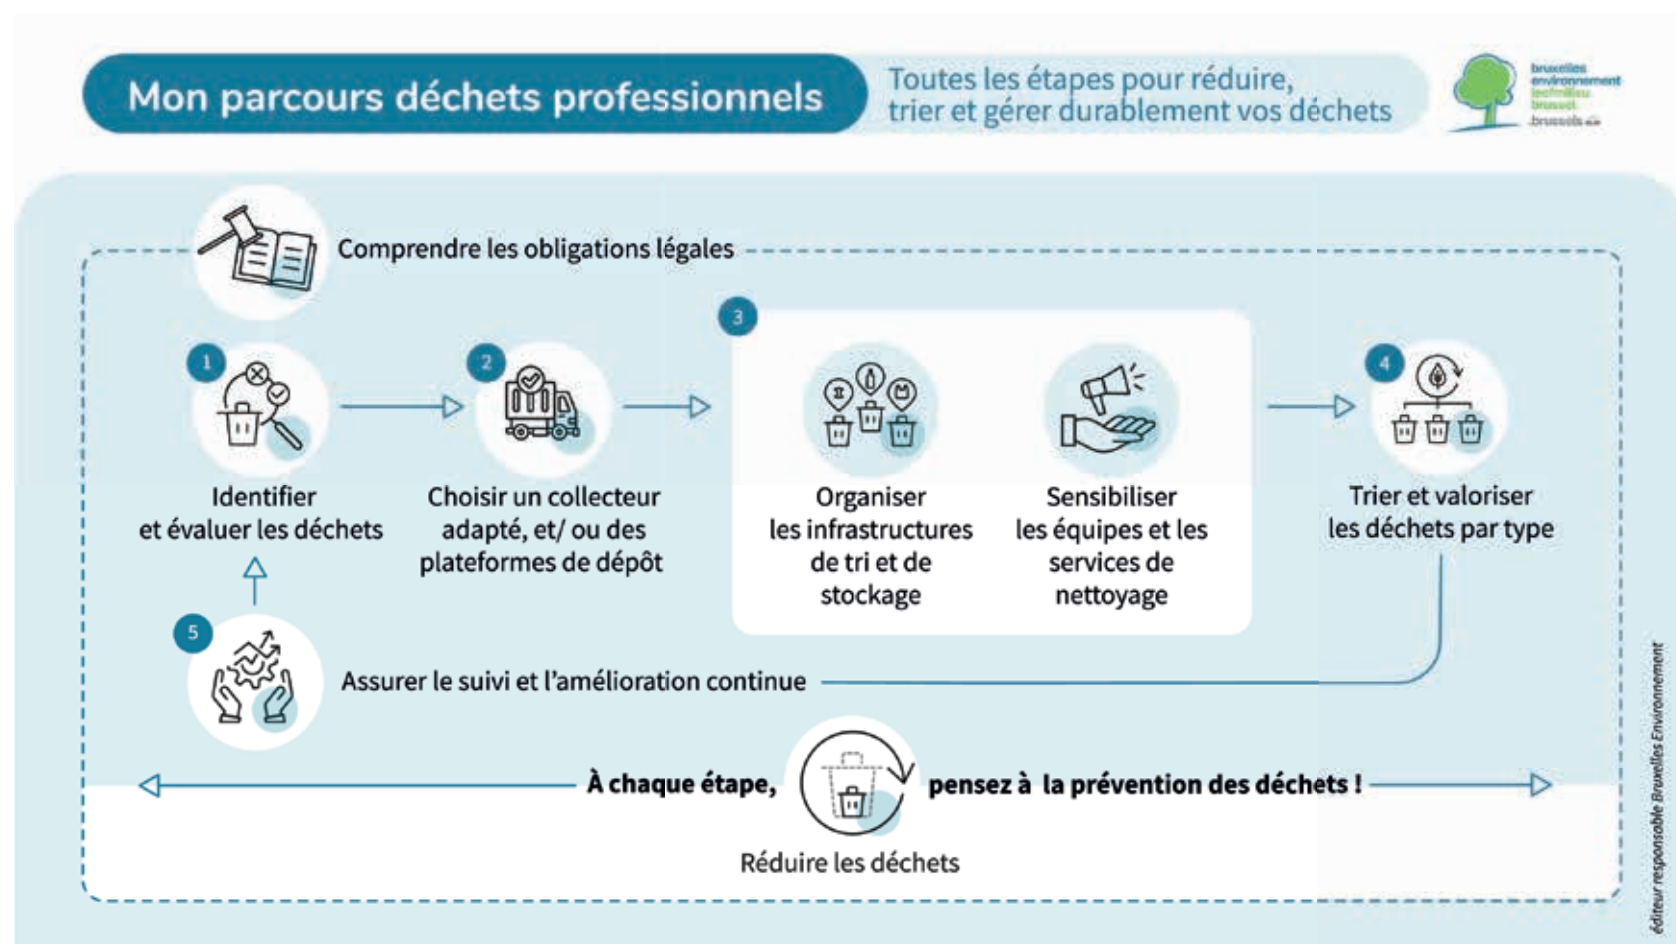 Mon parcours déchets professionnels
Toutes les étapes pour réduire,
trier et gérer durablement vos déchets
bruxelles
environnement
leefmilieu
brussel
.brussels
Comprendre les obligations légales
1
Identifier
et évaluer les déchets
2
Choisir un collecteur
adapté, et/ ou des
plateformes de dépôt
3
Organiser
les infrastructures
de tri et de
stockage
Sensibiliser
les équipes et les
services de
nettoyage
4
Trier et valoriser
les déchets par type
5
Assurer le suivi et l'amélioration continue
À chaque étape,
pensez à la prévention des déchets !
Réduire les déchets
éditeur responsable Bruxelles Environnement